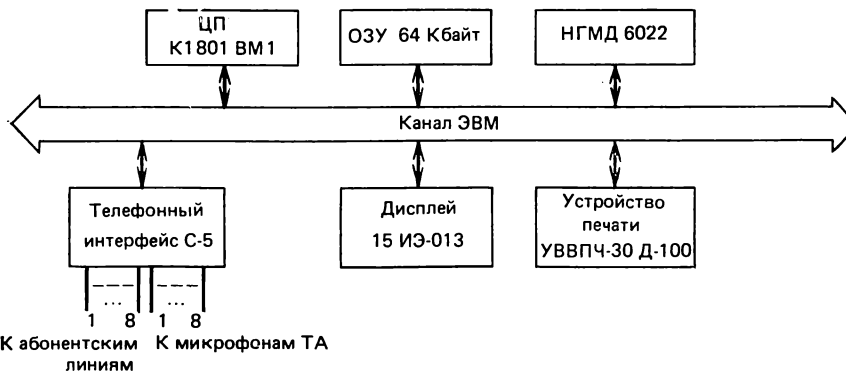 ЦП
К1801 ВМ1
ОЗУ 64 Кбайт
НГМД 6022
Канал ЭВМ
Телефонный
интерфейс С-5
Дисплей
15 ИЭ-013
Устройство
печати
УВВПЧ-30 Д-100
... ...
1 8 1 8
К абонентским К микрофонам ТА
линиям